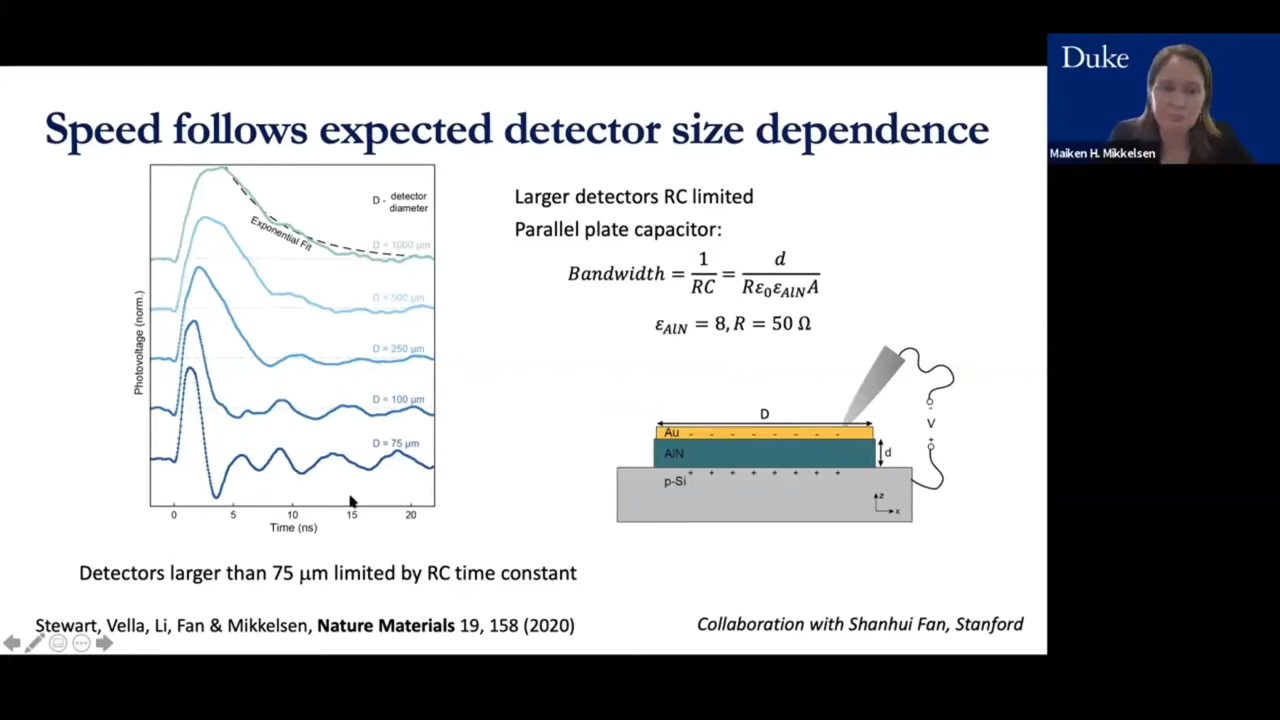 Duke
Maiken H. Mikkelsen
Speed follows expected detector size dependence
Photovoltage (norm.)
D - detector diameter
Exponential Fit
D = 1000 μm
D = 500 μm
D = 250 μm
D = 100 μm
D = 75 μm
0 5 10 15 20
Time (ns)
Larger detectors RC limited
Parallel plate capacitor:
Bandwidth = 1/RC = d/Rε₀ε_AlN A
ε_AlN = 8, R = 50 Ω
D
Au - - - - - - -
AlN
d
p-Si + + + + + + +
z
x
-
V
+
Detectors larger than 75 μm limited by RC time constant
Stewart, Vella, Li, Fan & Mikkelsen, Nature Materials 19, 158 (2020)
Collaboration with Shanhui Fan, Stanford